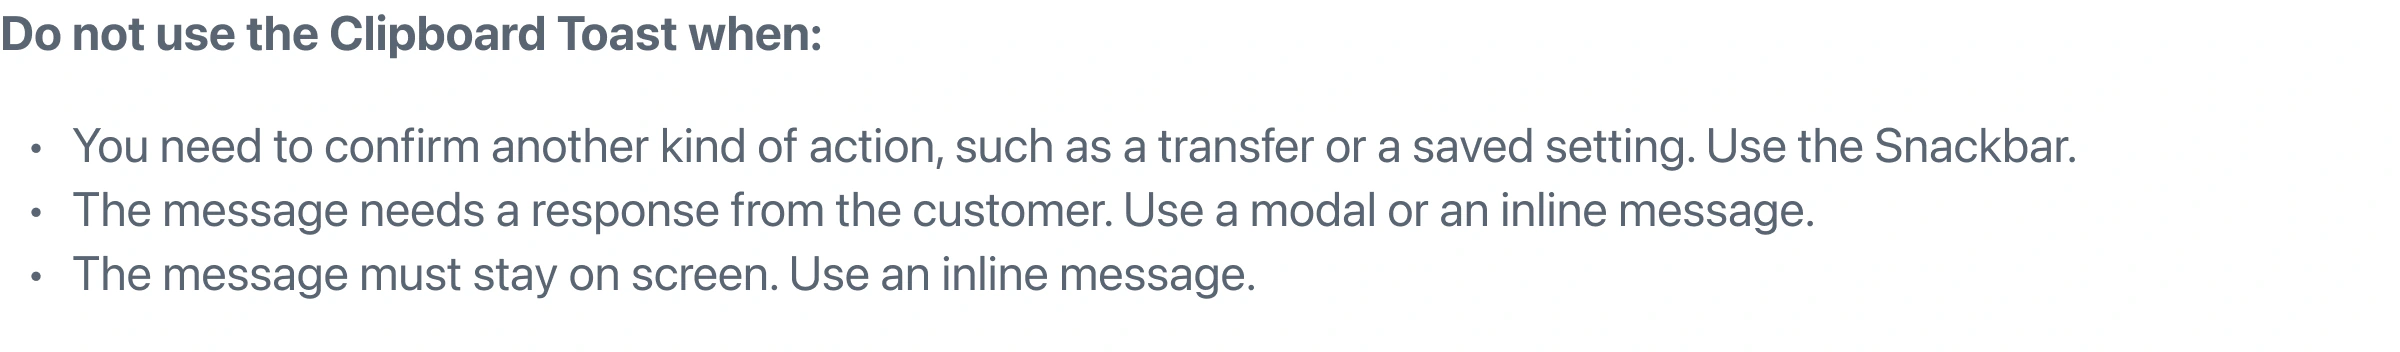 Do not use the Clipboard Toast when:
• You need to confirm another kind of action, such as a transfer or a saved setting. Use the Snackbar.
• The message needs a response from the customer. Use a modal or an inline message.
• The message must stay on screen. Use an inline message.